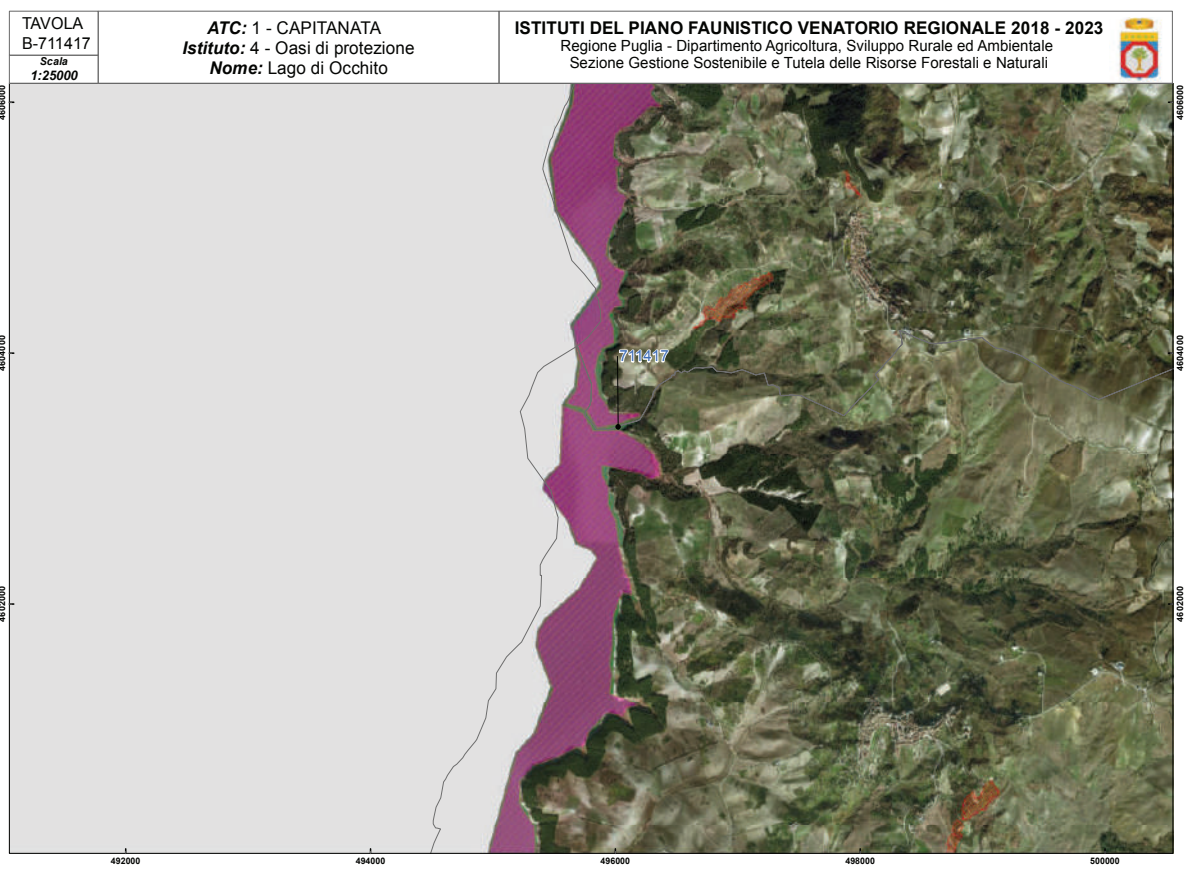 TAVOLA
B-711417
Scala
1:25000
ATC: 1 - CAPITANATA
Istituto: 4 - Oasi di protezione
Nome: Lago di Occhito
ISTITUTI DEL PIANO FAUNISTICO VENATORIO REGIONALE 2018 - 2023
Regione Puglia - Dipartimento Agricoltura, Sviluppo Rurale ed Ambientale
Sezione Gestione Sostenibile e Tutela delle Risorse Forestali e Naturali
4606000
4606000
4604000
4604000
711417
4602000
4602000
492000
494000
496000
498000
500000